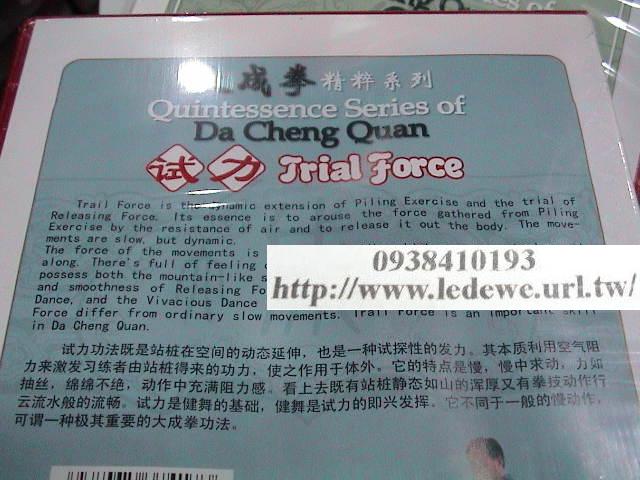 成拳 精粹系列
Quintessence Series of
Da Cheng Quan
试力 Trial Force
Trail Force is the dynamic extension of Piling Exercise and the trial of
Releasing Force. Its essence is to arouse the force gathered from Piling
Exercise by the resistance of air and to release it out the body. The move-
ments are slow, but dynamic.
The force of the movements is
along. There's full of feeling
possess both the mountain-like
and smoothness of Releasing
Dance, and the Vivacious Dance
Force differ from ordinary slow movements. Trail Force is an important skill
in Da Cheng Quan.
0938410193
http://www.ledewe.url.tw/
试力功法既是站桩在空间的动态延伸，也是一种试探性的发力。其本质利用空气阻
力来激发习练者由站桩得来的功力，使之作用于体外。它的特点是慢，慢中求动，力如
抽丝，绵绵不绝，动作中充满阻力感。看上去既有站桩静态如山的浑厚又有拳技动作行
云流水般的流畅。试力是健舞的基础，健舞是试力的即兴发挥。它不同于一般的慢动作，
可谓一种极其重要的大成拳功法。